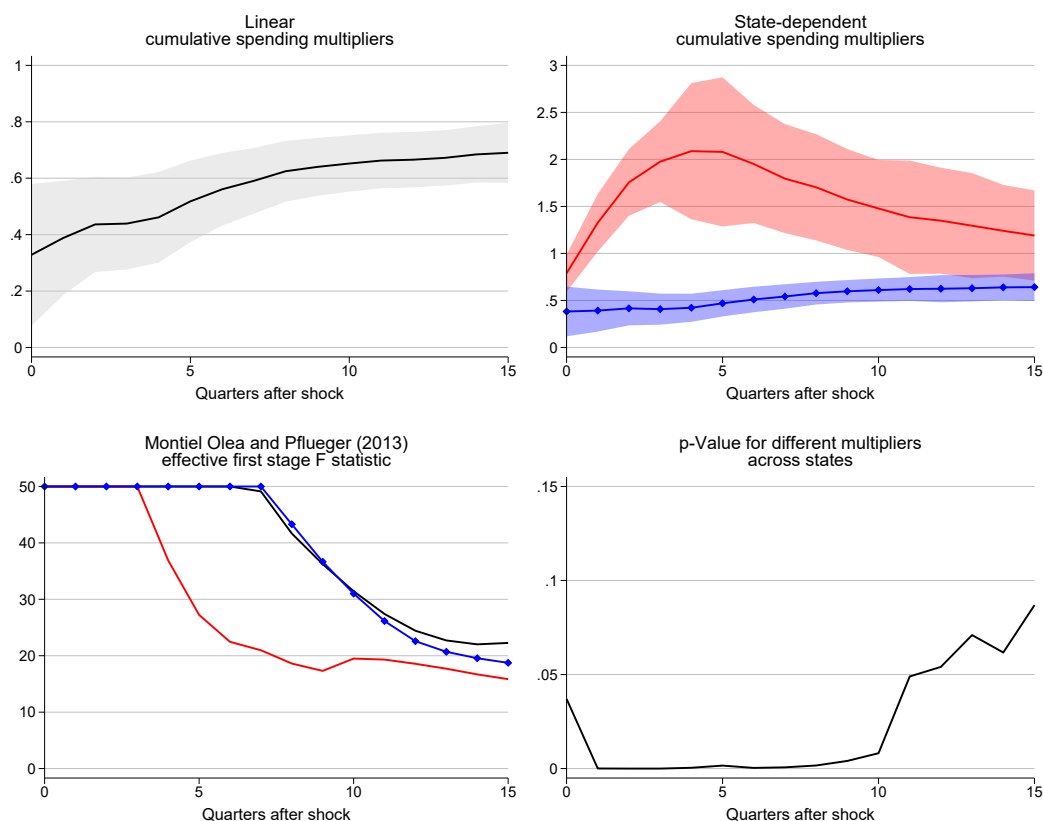 Linear
cumulative spending multipliers
1
.8
.6
.4
.2
0
0 5 10 15
Quarters after shock
State-dependent
cumulative spending multipliers
3
2.5
2
1.5
1
.5
0
0 5 10 15
Quarters after shock
Montiel Olea and Pflueger (2013)
effective first stage F statistic
50
40
30
20
10
0
0 5 10 15
Quarters after shock
p-Value for different multipliers
across states
.15
.1
.05
0
0 5 10 15
Quarters after shock